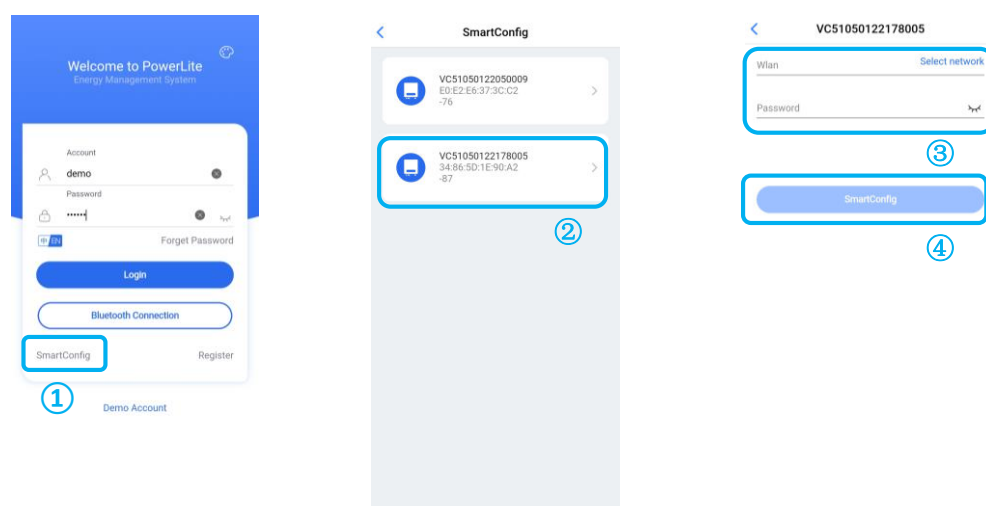 Welcome to PowerLite
Energy Management System
Account
demo
Password
••••••
中/EN
Forget Password
Login
Bluetooth Connection
SmartConfig
Register
①
Demo Account
SmartConfig
VC51050122050009
E0:E2:E6:37:3C:C2
-76
VC51050122178005
34:86:5D:1E:90:A2
-87
②
VC51050122178005
Wlan
Select network
Password
③
SmartConfig
④